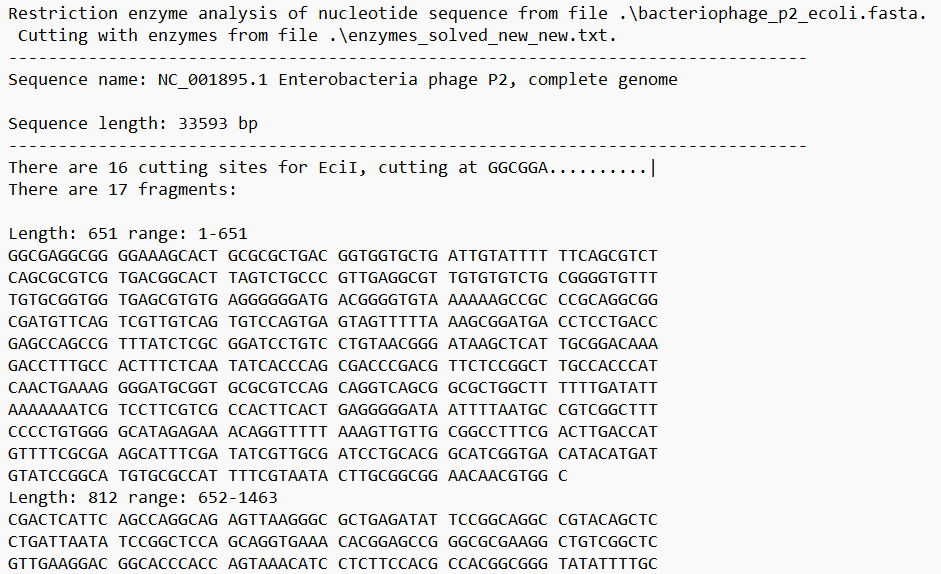 Restriction enzyme analysis of nucleotide sequence from file .\bacteriophage_p2_ecoli.fasta.
Cutting with enzymes from file .\enzymes_solved_new_new.txt.
--------------------------------------------------------------------------------
Sequence name: NC_001895.1 Enterobacteria phage P2, complete genome
Sequence length: 33593 bp
--------------------------------------------------------------------------------
There are 16 cutting sites for EciI, cutting at GGCGGA..........|
There are 17 fragments:
Length: 651 range: 1-651
GGCGAGGCGG GGAAAGCACT GCGCGCTGAC GGTGGTGCTG ATTGTATTTT TTCAGCGTCT
CAGCGCGTCG TGACGGCACT TAGTCTGCCC GTTGAGGCGT TGTGTGTCTG CGGGGTGTTT
TGTGCGGTGG TGAGCGTGTG AGGGGGGATG ACGGGGTGTA AAAAAGCCGC CCGCAGGCGG
CGATGTTCAG TCGTTGTCAG TGTCCAGTGA GTAGTTTTTA AAGCGGATGA CCTCCTGACC
GAGCCAGCCG TTTATCTCGC GGATCCTGTC CTGTAACGGG ATAAGCTCAT TGCGGACAAA
GACCTTTGCC ACTTTCTCAA TATCACCCAG CGACCCGACG TTCTCCGGCT TGCCACCCAT
CAACTGAAAG GGGATGCGGT GCGCGTCCAG CAGGTCAGCG GCGCTGGCTT TTTTGATATT
AAAAAAATCG TCCTTCGTCG CCACTTCACT GAGGGGGATA ATTTTAATGC CGTCGGCTTT
CCCCTGTGGG GCATAGAGAA ACAGGTTTTT AAAGTTGTTG CGGCCTTTCG ACTTGACCAT
GTTTTCGCGA AGCATTTCGA TATCGTTGCG ATCCTGCACG GCATCGGTGA CATACATGAT
GTATCCGGCA TGTGCGCCAT TTTCGTAATA CTTGCGGCGG AACAACGTGG C
Length: 812 range: 652-1463
CGACTCATTC AGCCAGGCAG AGTTAAGGGC GCTGAGATAT TCCGGCAGGC CGTACAGCTC
CTGATTAATA TCCGGCTCCA GCAGGTGAAA CACGGAGCCG GGCGCGAAGG CTGTCGGCTC
GTTGAAGGAC GGCACCCACC AGTAAACATC CTCTTCCACG CCACGGCGGG TATATTTTGC